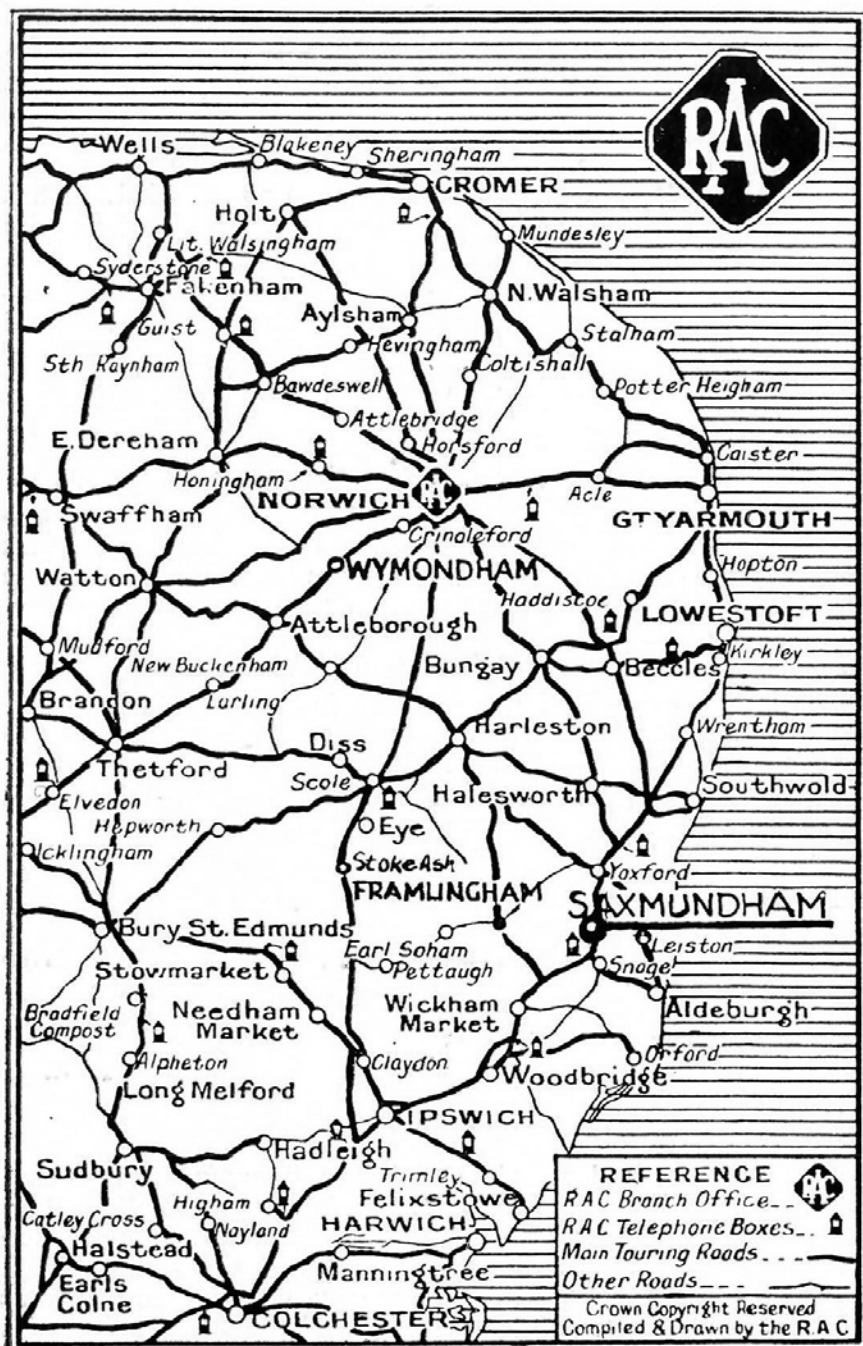 RAC
Wells
Blakeney
Sheringham
CROMER
Holt
Mundesley
Lit. Walsingham
Syderstone
Fakenham
N. Walsham
Guist
Aylsham
Stalham
Sth Raynham
Hevingham
Coltishall
Bawdeswell
Potter Heigham
Attlebridge
E. Dereham
Horsford
Caister
Honingham
NORWICH
RAC
Acle
Swaffham
GT YARMOUTH
Cringleford
Watton
WYMONDHAM
Hopton
Haddiscoe
LOWESTOFT
Attleborough
Mudford
New Buckenham
Bungay
Beccles
Kirkley
Brandon
Larling
Harleston
Wrentham
Diss
Thetford
Scole
Halesworth
Southwold
Elvedon
Hepworth
Eye
Icklingham
Stoke Ash
Yoxford
FRAMLINGHAM
SAXMUNDHAM
Bury St. Edmunds
Earl Soham
Leiston
Stowmarket
Pettaugh
Snape
Bradfield
Compost
Needham
Market
Wickham
Market
Aldeburgh
Alpheton
Claydon
Orford
Long Melford
Woodbridge
IPSWICH
Sudbury
Hadleigh
Trimley
Higham
Felixstowe
Catley Cross
Nayland
HARWICH
Halstead
Manningtree
Earls
Colne
COLCHESTER
REFERENCE
RAC
RAC Branch Office
RAC Telephone Boxes
Main Touring Roads
Other Roads
Crown Copyright Reserved
Compiled & Drawn by the R.A.C